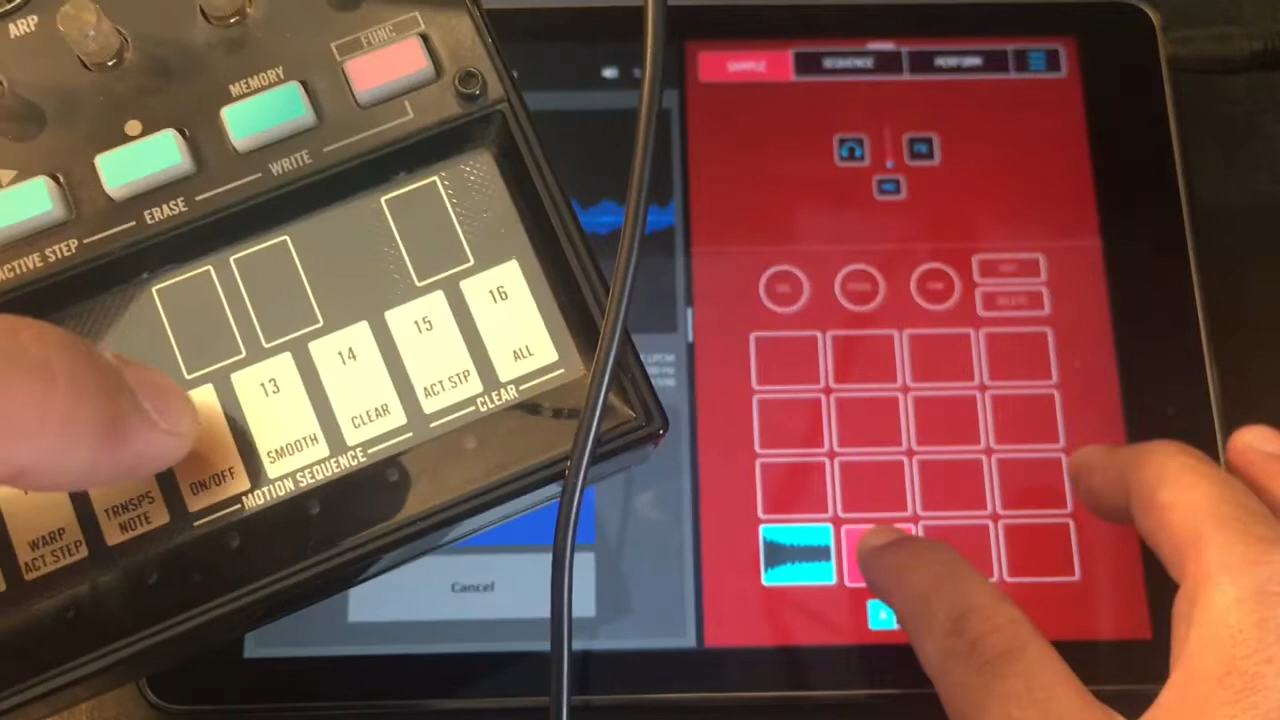 ARP
FUNC
MEMORY
WRITE
ERASE
ACTIVE STEP
16
ALL
15
ACT.STP
CLEAR
14
CLEAR
13
SMOOTH
ON/OFF
MOTION SEQUENCE
TRNSPS
NOTE
WARP
ACT.STEP
Cancel
SAMPLE
SEQUENCE
PERFORM